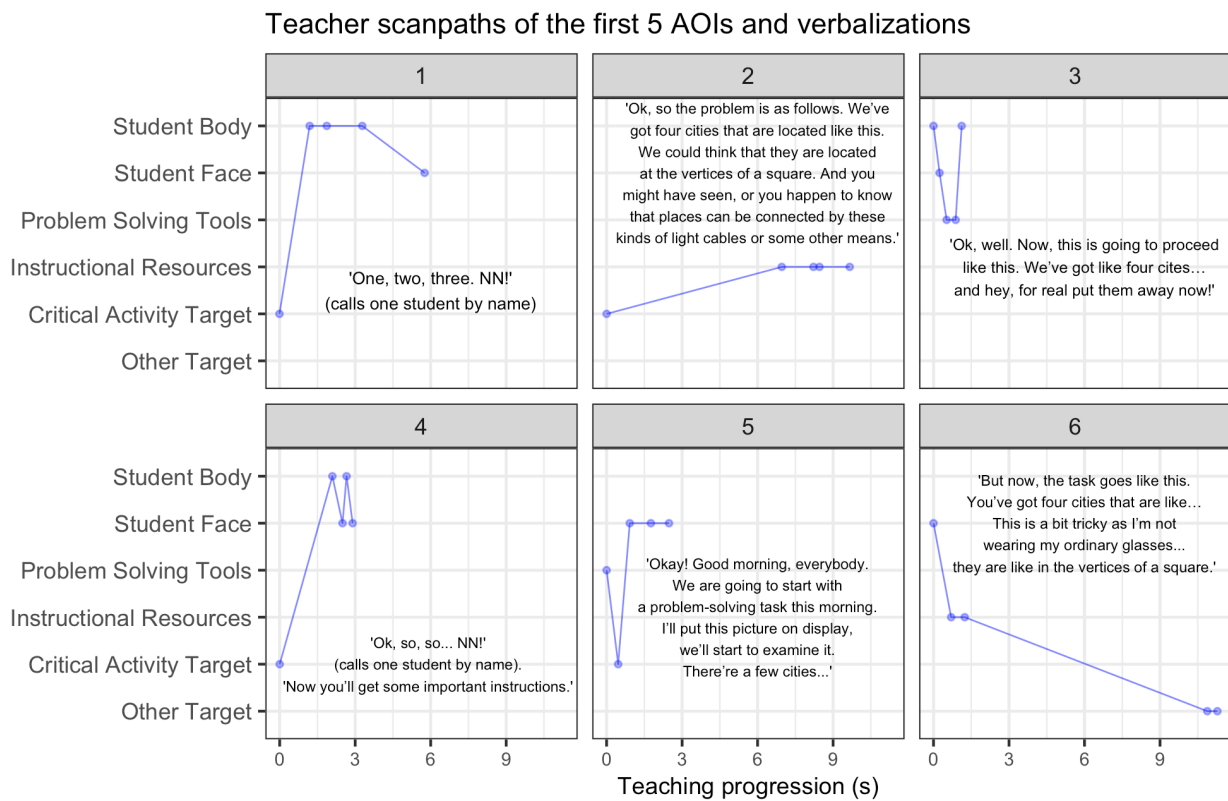 Teacher scanpaths of the first 5 AOIs and verbalizations
1
2
3
Student Body
Student Face
Problem Solving Tools
Instructional Resources
Critical Activity Target
Other Target
'One, two, three. NN!'
(calls one student by name)
'Ok, so the problem is as follows. We've
got four cities that are located like this.
We could think that they are located
at the vertices of a square. And you
might have seen, or you happen to know
that places can be connected by these
kinds of light cables or some other means.'
'Ok, well. Now, this is going to proceed
like this. We've got like four cites…
and hey, for real put them away now!'
4
5
6
Student Body
Student Face
Problem Solving Tools
Instructional Resources
Critical Activity Target
Other Target
'Ok, so, so... NN!'
(calls one student by name).
'Now you'll get some important instructions.'
'Okay! Good morning, everybody.
We are going to start with
a problem-solving task this morning.
I'll put this picture on display,
we'll start to examine it.
There're a few cities...'
'But now, the task goes like this.
You've got four cities that are like…
This is a bit tricky as I'm not
wearing my ordinary glasses...
they are like in the vertices of a square.'
0 3 6 9
0 3 6 9
0 3 6 9
Teaching progression (s)